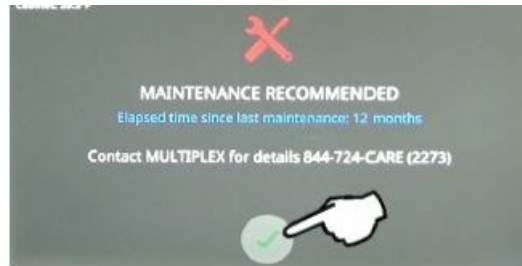 MAINTENANCE RECOMMENDED
Elapsed time since last maintenance: 12 months
Contact MULTIPLEX for details 844-724-CARE (2273)